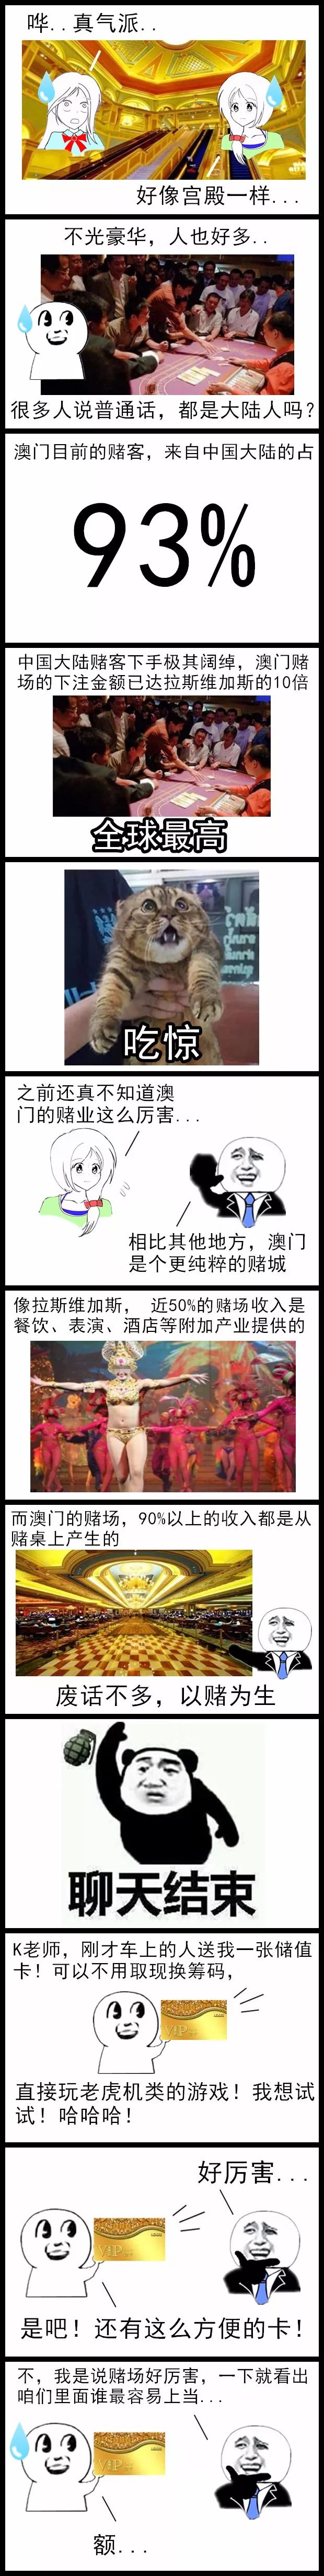 哗..真气派..
好像宫殿一样...
不光豪华，人也好多..
很多人说普通话，都是大陆人吗？
澳门目前的赌客，来自中国大陆的占
93%
中国大陆赌客下手极其阔绰，澳门赌
场的下注金额已达拉斯维加斯的10倍
全球最高
吃惊
之前还真不知道澳
门的赌业这么厉害...
相比其他地方，澳门
是个更纯粹的赌城
像拉斯维加斯， 近50%的赌场收入是
餐饮、表演、酒店等附加产业提供的
而澳门的赌场，90%以上的收入都是从
赌桌上产生的
废话不多，以赌为生
聊天结束
K老师，刚才车上的人送我一张储值
卡！可以不用取现换筹码，
VIP
直接玩老虎机类的游戏！我想试
试！哈哈哈！
好厉害...
VIP
是吧！还有这么方便的卡！
不，我是说赌场好厉害，一下就看出
咱们里面谁最容易上当...
VIP
额...